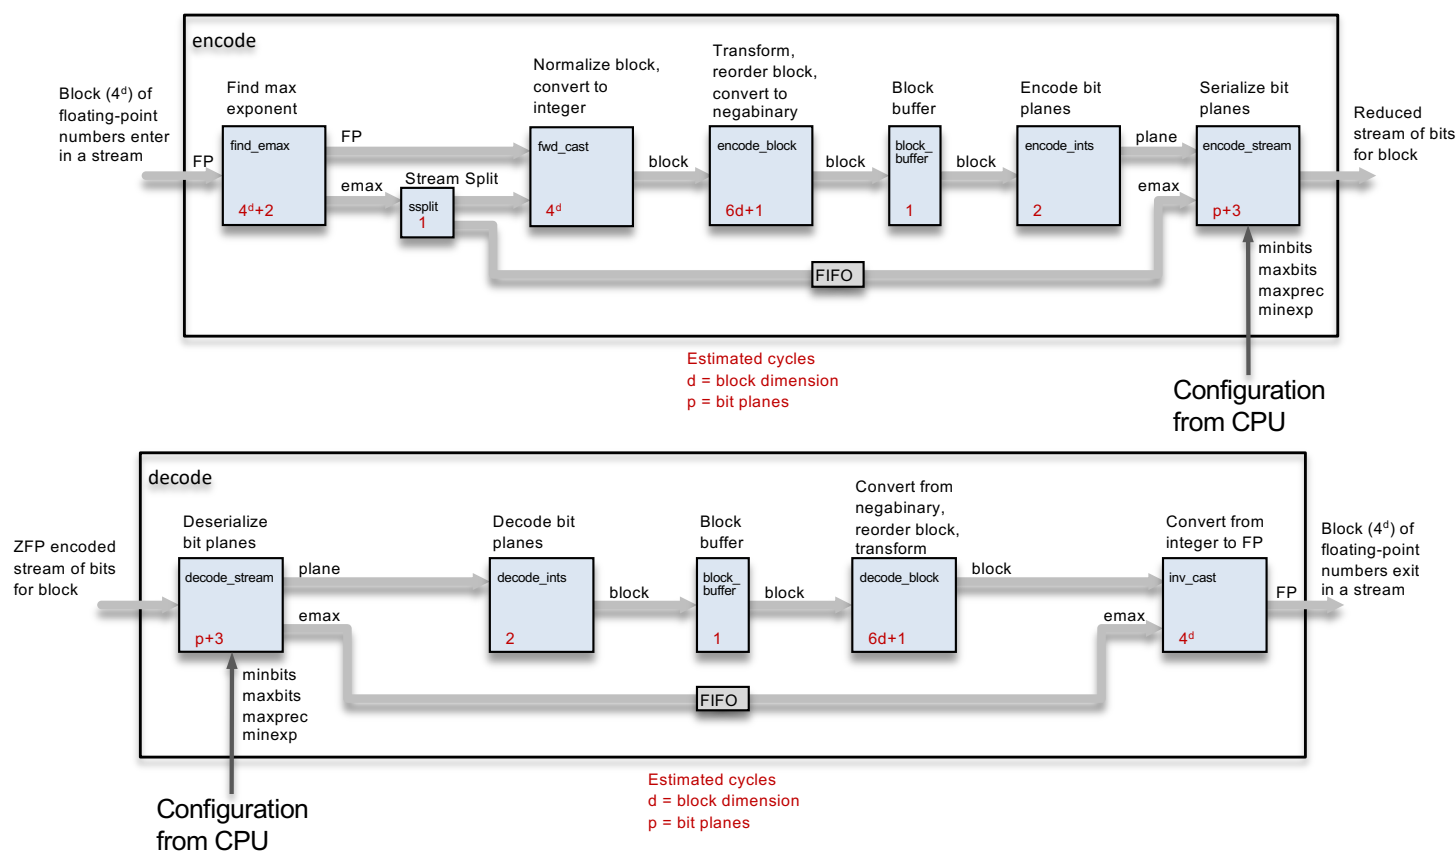 encode
Block (4ᵈ) of
floating-point
numbers enter
in a stream
FP
Find max
exponent
find_emax
4ᵈ+2
FP
emax
Stream Split
ssplit
1
Normalize block,
convert to
integer
fwd_cast
4ᵈ
block
Transform,
reorder block,
convert to
negabinary
encode_block
6d+1
block
Block
buffer
block_
buffer
1
block
Encode bit
planes
encode_ints
2
plane
emax
FIFO
Serialize bit
planes
encode_stream
p+3
Reduced
stream of bits
for block
minbits
maxbits
maxprec
minexp
Configuration
from CPU
Estimated cycles
d = block dimension
p = bit planes
decode
ZFP encoded
stream of bits
for block
Deserialize
bit planes
decode_stream
p+3
plane
emax
minbits
maxbits
maxprec
minexp
Configuration
from CPU
Decode bit
planes
decode_ints
2
block
Block
buffer
block_
buffer
1
block
FIFO
Convert from
negabinary,
reorder block,
transform
decode_block
6d+1
block
emax
Convert from
integer to FP
inv_cast
4ᵈ
FP
Block (4ᵈ) of
floating-point
numbers exit
in a stream
Estimated cycles
d = block dimension
p = bit planes